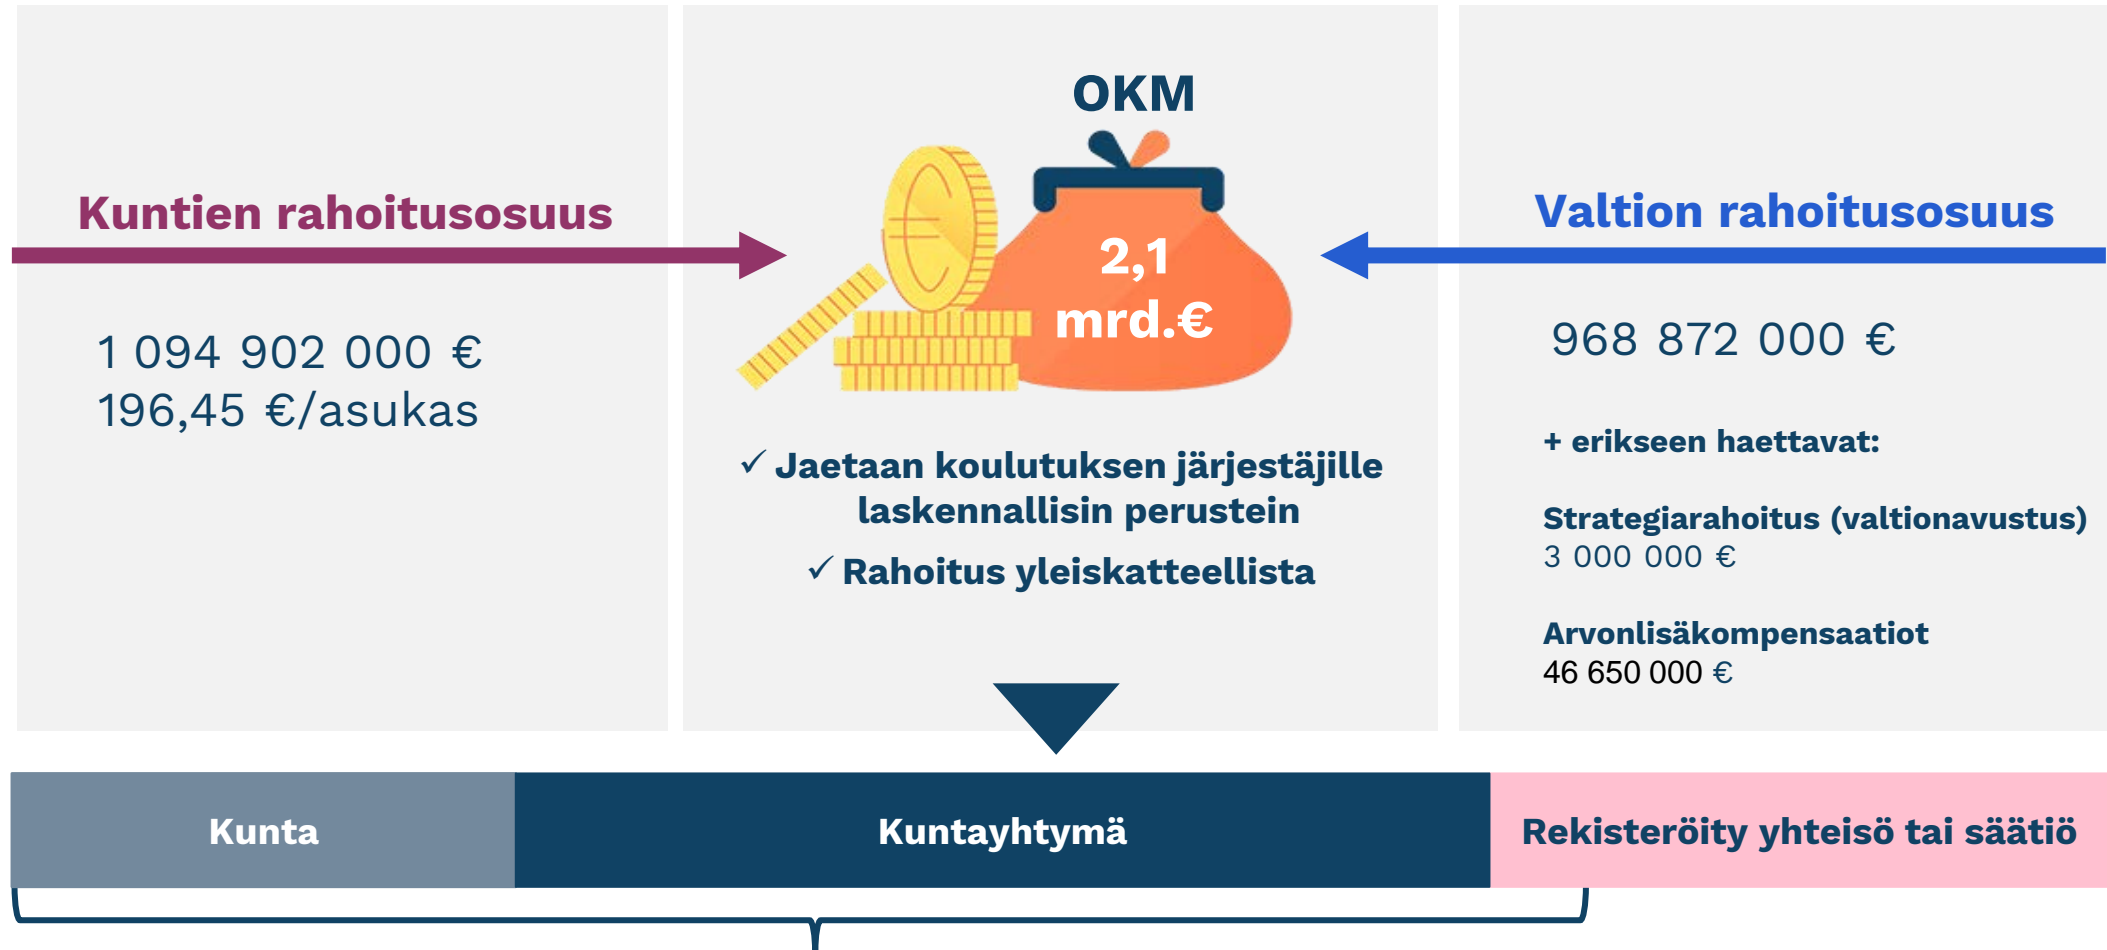 Kuntien rahoitusosuus
1 094 902 000 €
196,45 €/asukas
OKM
2,1
mrd.€
✓ Jaetaan koulutuksen järjestäjille
laskennallisin perustein
✓ Rahoitus yleiskatteellista
Valtion rahoitusosuus
968 872 000 €
+ erikseen haettavat:
Strategiarahoitus (valtionavustus)
3 000 000 €
Arvonlisäkompensaatiot
46 650 000 €
Kunta
Kuntayhtymä
Rekisteröity yhteisö tai säätiö